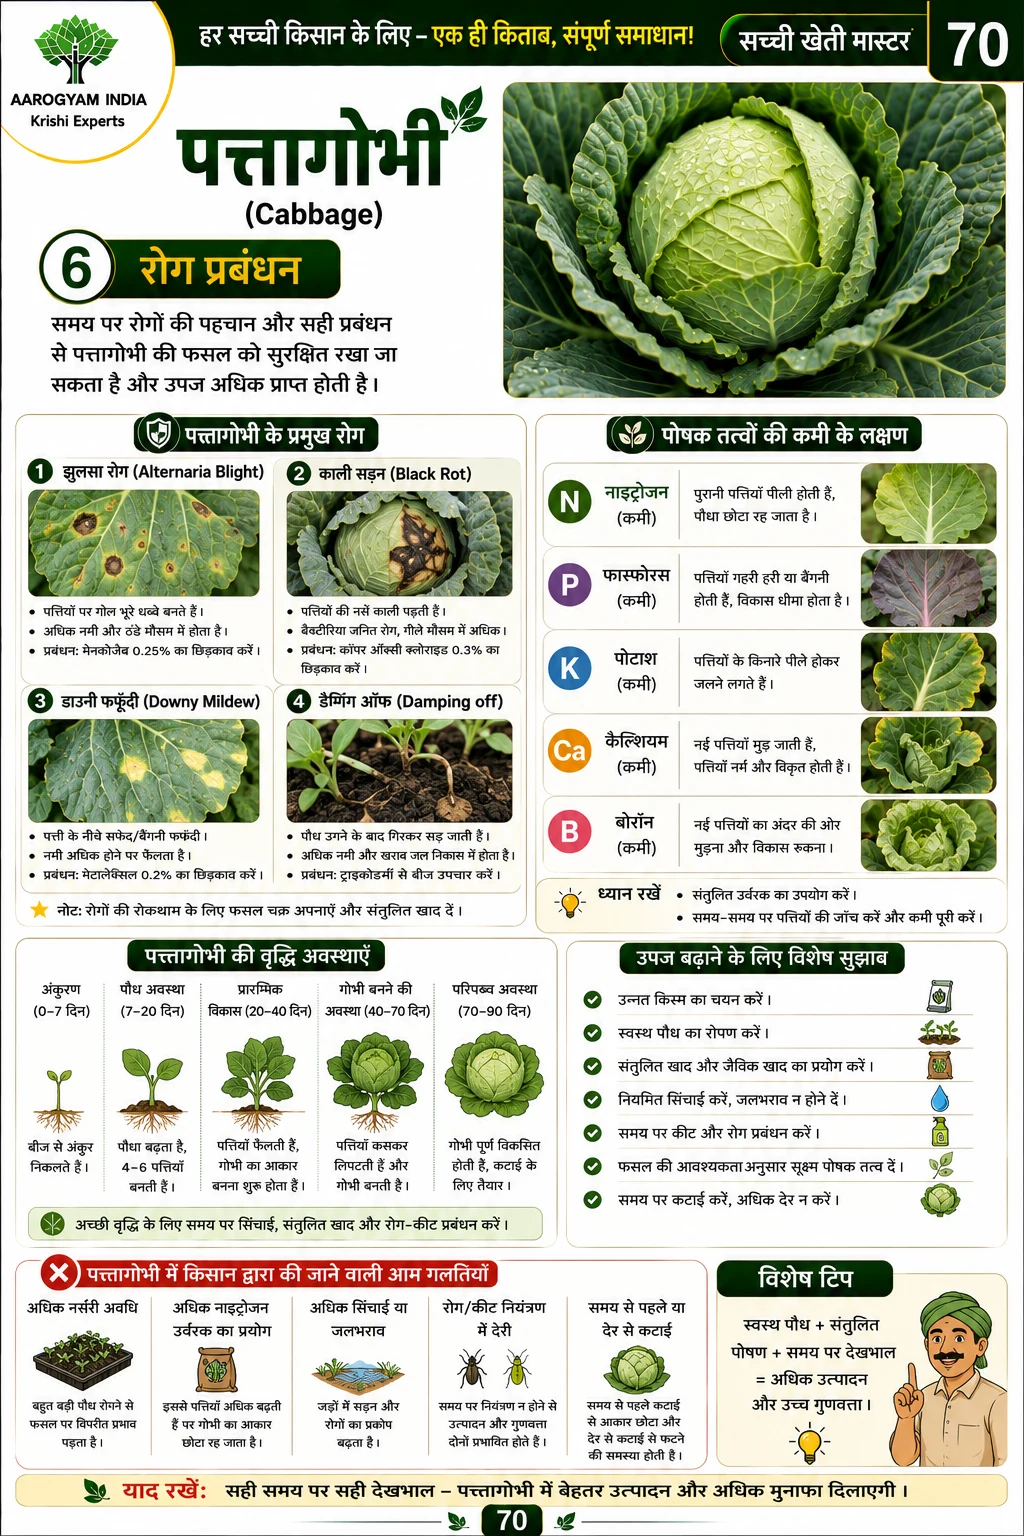 हर सच्ची किसान के लिए – एक ही किताब, संपूर्ण समाधान!
सच्ची खेती मास्टर
70
AAROGYAM INDIA
Krishi Experts
पत्तागोभी
(Cabbage)
6 रोग प्रबंधन
समय पर रोगों की पहचान और सही प्रबंधन
से पत्तागोभी की फसल को सुरक्षित रखा जा
सकता है और उपज अधिक प्राप्त होती है।
पत्तागोभी के प्रमुख रोग
1 झुलसा रोग (Alternaria Blight)
• पत्तियों पर गोल भूरे धब्बे बनते हैं।
• अधिक नमी और ठंडे मौसम में होता है।
• प्रबंधन: मेनकोजेब 0.25% का छिड़काव करें।
2 काली सड़न (Black Rot)
• पत्तियों की नसें काली पड़ती हैं।
• बैक्टीरिया जनित रोग, गीले मौसम में अधिक।
• प्रबंधन: कॉपर ऑक्सी क्लोराइड 0.3% का
छिड़काव करें।
3 डाउनी फफूंदी (Downy Mildew)
• पत्ती के नीचे सफेद/बैंगनी फफंदी।
• नमी अधिक होने पर फैलता है।
• प्रबंधन: मेटालेक्सिल 0.2% का छिड़काव करें।
4 डैम्पिंग ऑफ (Damping off)
• पौध उगने के बाद गिरकर सड़ जाती हैं।
• अधिक नमी और खराब जल निकास में होता है।
• प्रबंधन: ट्राइकोडर्मा से बीज उपचार करें।
नोट: रोगों की रोकथाम के लिए फसल चक्र अपनाएँ और संतुलित खाद दें।
पोषक तत्वों की कमी के लक्षण
N नाइट्रोजन
(कमी)
पुरानी पत्तियाँ पीली होती हैं,
पौधा छोटा रह जाता है।
P फास्फोरस
(कमी)
पत्तियाँ गहरी हरी या बैंगनी
होती हैं, विकास धीमा होता है।
K पोटाश
(कमी)
पत्तियों के किनारे पीले होकर
जलने लगते हैं।
Ca कैल्शियम
(कमी)
नई पत्तियाँ मुड़ जाती हैं,
पत्तियाँ नर्म और विकृत होती हैं।
B बोरॉन
(कमी)
नई पत्तियों का अंदर की ओर
मुड़ना और विकास रुकना।
ध्यान रखें
• संतुलित उर्वरक का उपयोग करें।
• समय-समय पर पत्तियों की जाँच करें और कमी पूरी करें।
पत्तागोभी की वृद्धि अवस्थाएँ
अंकुरण
(0–7 दिन)
बीज से अंकुर
निकलते हैं।
पौध अवस्था
(7–20 दिन)
पौधा बढ़ता है,
4–6 पत्तियाँ
बनती हैं।
प्रारम्भिक
विकास (20–40 दिन)
पत्तियाँ फैलती हैं,
गोभी का आकार
बनना शुरू होता हैं।
गोभी बनने की
अवस्था (40–70 दिन)
पत्तियाँ कसकर
लिपटती हैं और
गोभी बनती है।
परिपक्व अवस्था
(70–90 दिन)
गोभी पूर्ण विकसित
होती हैं, कटाई के
लिए तैयार।
अच्छी वृद्धि के लिए समय पर सिंचाई, संतुलित खाद और रोग-कीट प्रबंधन करें।
उपज बढ़ाने के लिए विशेष सुझाब
उन्नत किस्म का चयन करें।
स्वस्थ पौध का रोपण करें।
संतुलित खाद और जैविक खाद का प्रयोग करें।
नियमित सिंचाई करें, जलभराव न होने दें।
समय पर कीट और रोग प्रबंधन करें।
फसल की आवश्यकता अनुसार सूक्ष्म पोषक तत्व दें।
समय पर कटाई करें, अधिक देर न करें।
पत्तागोभी में किसान द्वारा की जाने वाली आम गलतियाँ
अधिक नर्सरी अवधि
बहुत बड़ी पौध रोपने से
फसल पर विपरीत प्रभाव
पड़ता है।
अधिक नाइट्रोजन
उर्वरक का प्रयोग
इससे पत्तियाँ अधिक बढ़ती
हैं पर गोभी का आकार
छोटा रह जाता है।
अधिक सिंचाई या
जलभराव
जड़ों में सड़न और
रोगों का प्रकोप
बढ़ता है।
रोग/कीट नियंत्रण
में देरी
समय पर नियंत्रण न होने से
उत्पादन और गुणवत्ता
दोनों प्रभावित होते हैं।
समय से पहले या
देर से कटाई
समय से पहले कटाई
से आकार छोटा और
देर से कटाई से फटने
की समस्या होती है।
विशेष टिप
स्वस्थ पौध + संतुलित
पोषण + समय पर देखभाल
= अधिक उत्पादन
और उच्च गुणवत्ता।
याद रखें: सही समय पर सही देखभाल – पत्तागोभी में बेहतर उत्पादन और अधिक मुनाफा दिलाएगी।
70